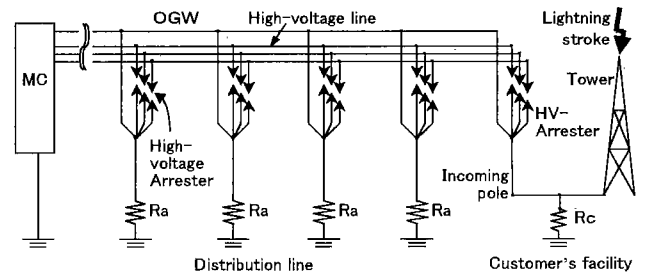 OGW
High-voltage line
Lightning
stroke
MC
Tower
HV-
Arrester
High-
voltage
Arrester
Incoming
pole
Ra
Ra
Ra
Ra
Rc
Distribution line
Customer's facility